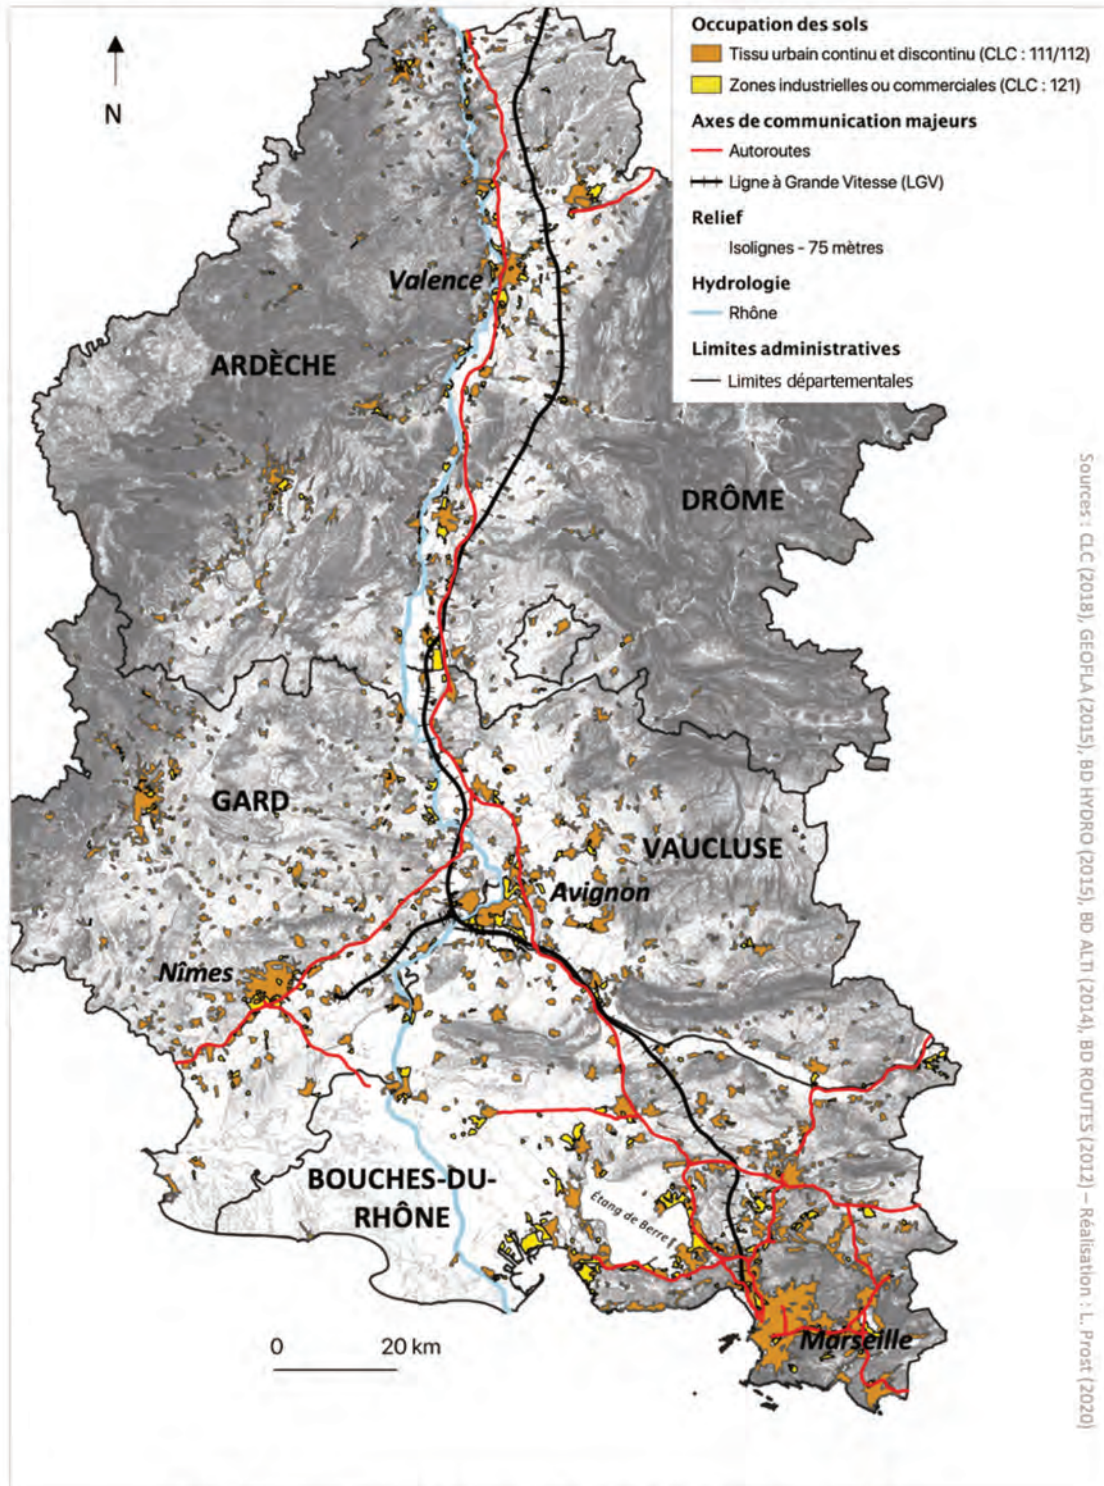 Occupation des sols
Tissu urbain continu et discontinu (CLC : 111/112)
Zones industrielles ou commerciales (CLC : 121)
Axes de communication majeurs
Autoroutes
Ligne à Grande Vitesse (LGV)
Relief
Isolignes - 75 mètres
Hydrologie
Rhône
Limites administratives
Limites départementales
N
Valence
ARDÈCHE
DRÔME
GARD
VAUCLUSE
Avignon
Nîmes
BOUCHES-DU-
RHÔNE
Étang de Berre
Marseille
0 20 km
Sources : CLC (2018), GEOFLA (2015), BD HYDRO (2015), BD ALTI (2014), BD ROUTES (2012) – Réalisation : L. Prost (2020)